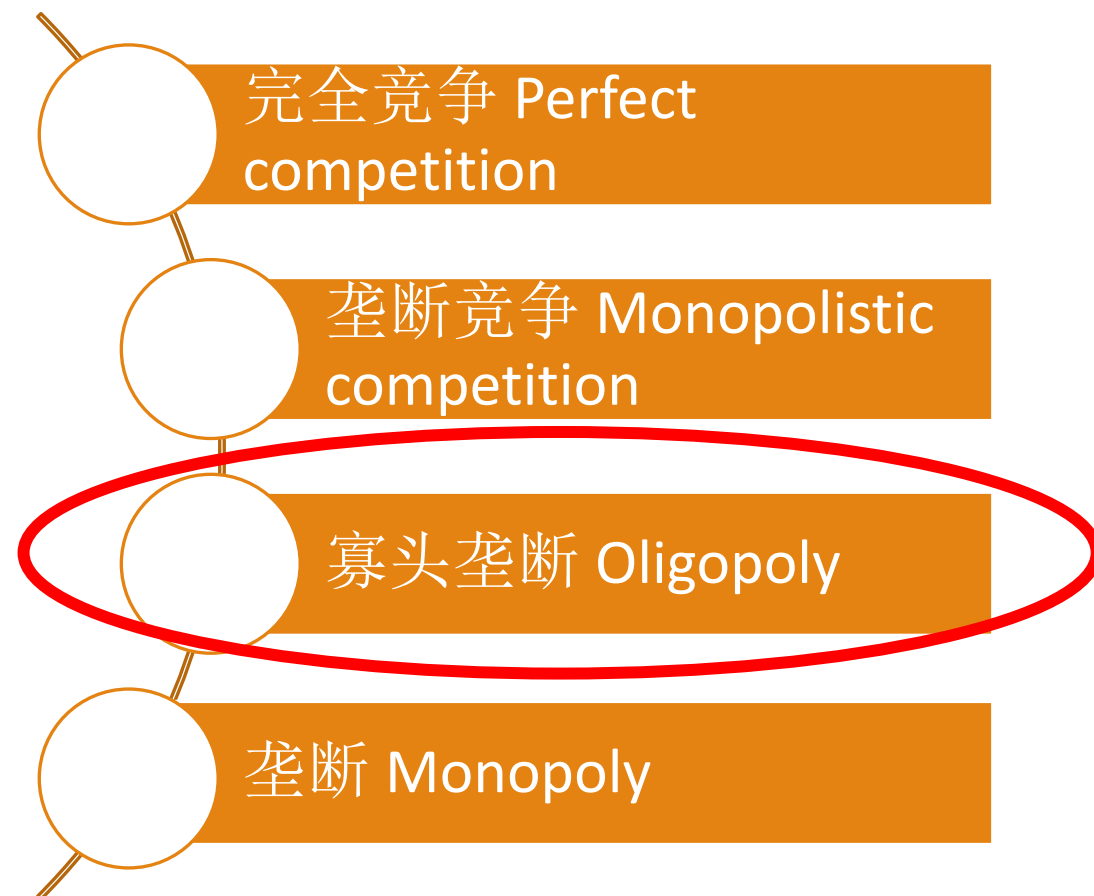 完全竞争 Perfect
competition
垄断竞争 Monopolistic
competition
寡头垄断 Oligopoly
垄断 Monopoly